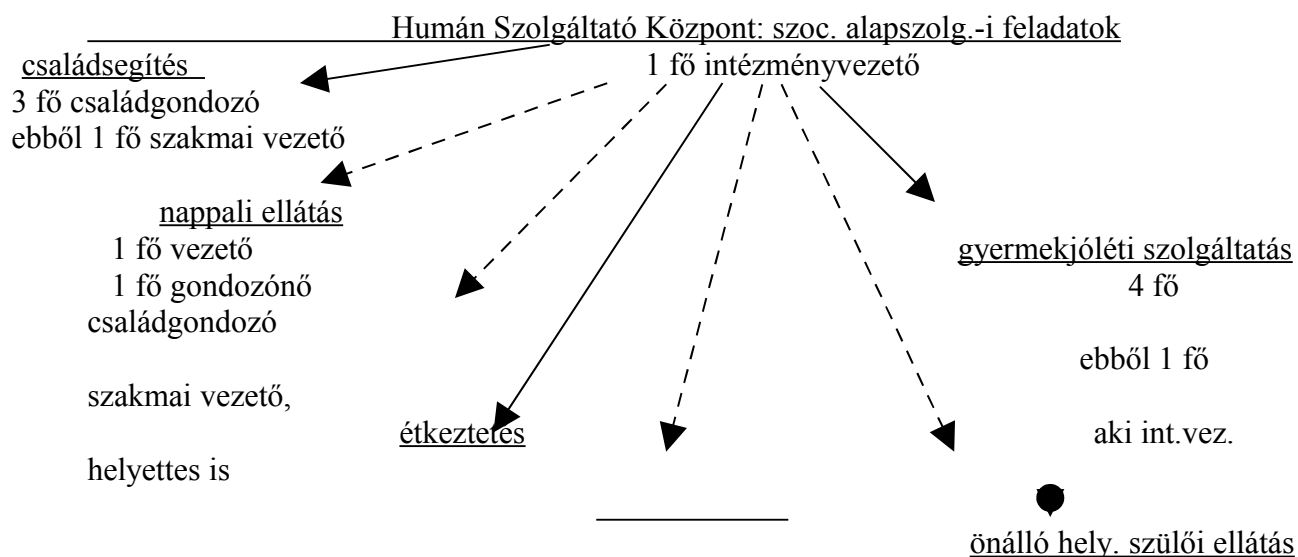 Humán Szolgáltató Központ: szoc. alapszolg.-i feladatok
családsegítés
1 fő intézményvezető
3 fő családgondozó
ebből 1 fő szakmai vezető
nappali ellátás
1 fő vezető
gyermekjóléti szolgáltatás
1 fő gondozónő
4 fő
családgondozó
ebből 1 fő
szakmai vezető,
étkeztetés
aki int.vez.
helyettes is
önálló hely. szülői ellátás